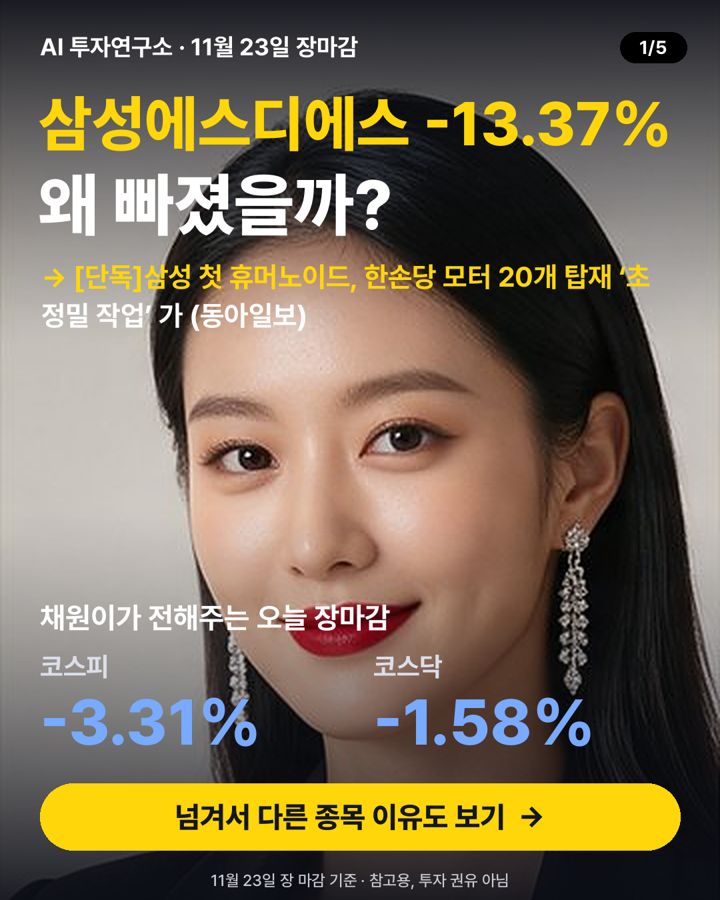 AI 투자연구소 · 11월 23일 장마감
1/5
삼성에스디에스 -13.37%
왜 빠졌을까?
→ [단독]삼성 첫 휴머노이드, 한손당 모터 20개 탑재 ‘초
정밀 작업’ 가 (동아일보)
채원이가 전해주는 오늘 장마감
코스피 코스닥
-3.31% -1.58%
넘겨서 다른 종목 이유도 보기 →
11월 23일 장 마감 기준 · 참고용, 투자 권유 아님